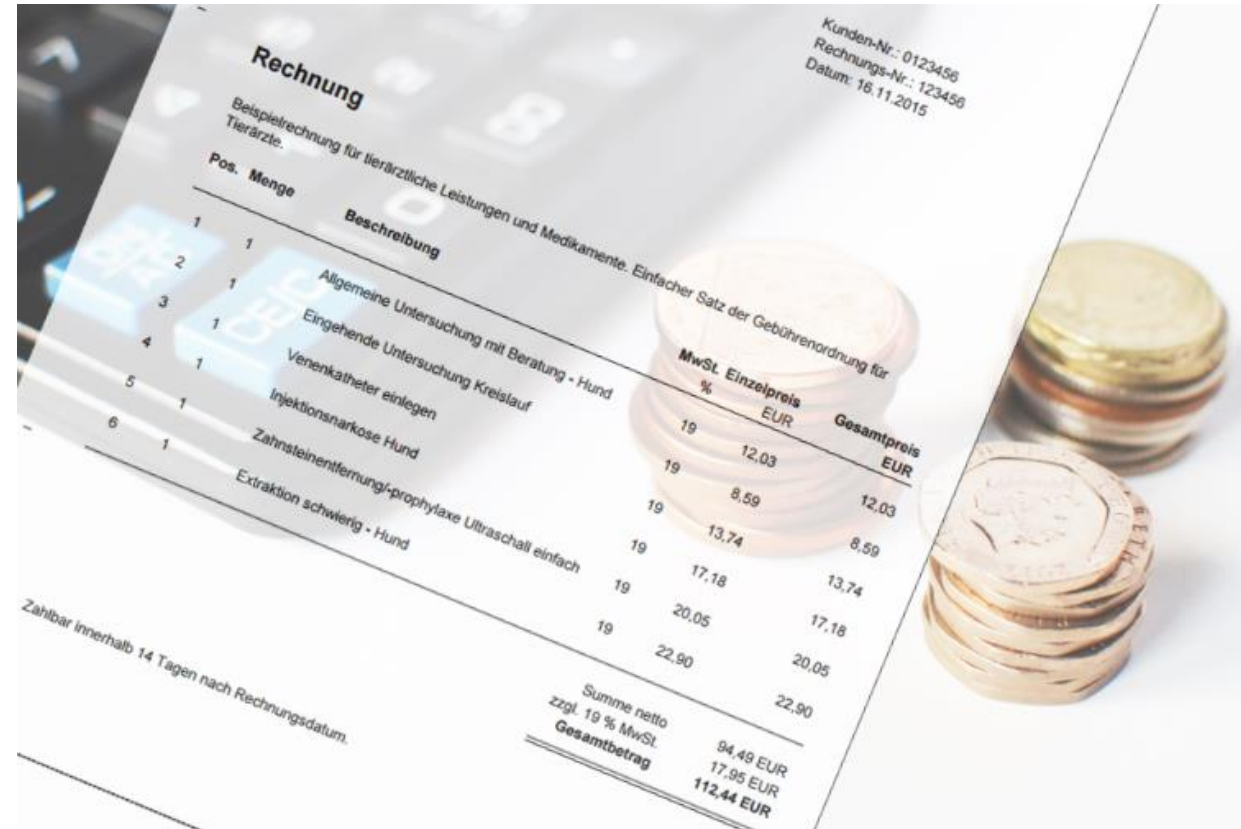 Kunden-Nr.: 0123456
Rechnungs-Nr.: 123456
Datum: 16.11.2015
Rechnung
Beispielrechnung für tierärztliche Leistungen und Medikamente. Einfacher Satz der Gebührenordnung für
Tierärzte.
Pos. Menge Beschreibung MwSt. Einzelpreis Gesamtpreis
% EUR EUR
1 1 Allgemeine Untersuchung mit Beratung - Hund 19 12,03 12,03
2 1 Eingehende Untersuchung Kreislauf 19 8,59 8,59
3 1 Venenkatheter einlegen 19 13,74 13,74
4 1 Injektionsnarkose Hund 19 17,18 17,18
5 1 Zahnsteinentfernung/-prophylaxe Ultraschall einfach 19 20,05 20,05
6 1 Extraktion schwierig - Hund 19 22,90 22,90
Summe netto 94,49 EUR
zzgl. 19 % MwSt. 17,95 EUR
Gesamtbetrag 112,44 EUR
Zahlbar innerhalb 14 Tagen nach Rechnungsdatum.
CE/C
8
0